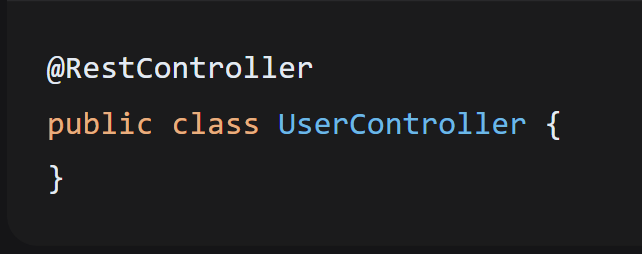 @RestController
public class UserController {
}